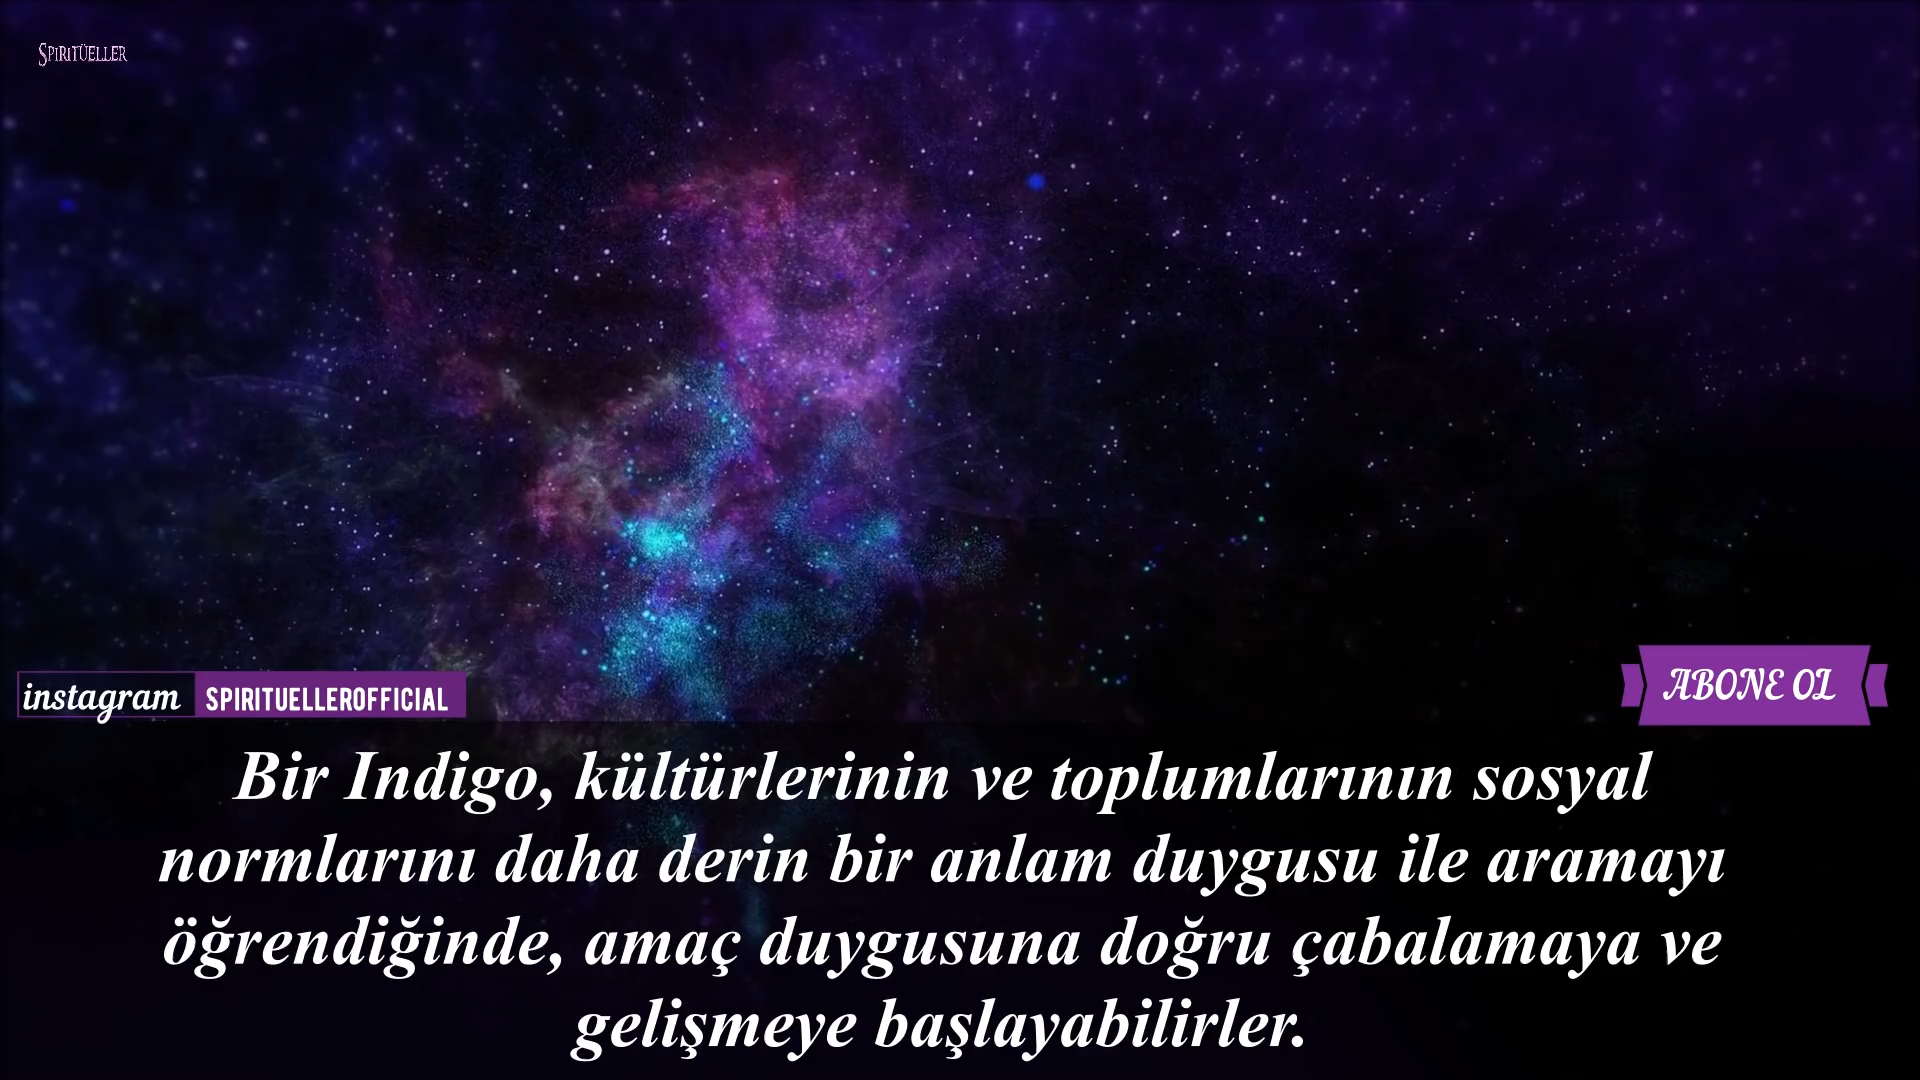 SPIRITÜELLER
instagram SPIRITUELLEROFFICIAL
ABONE OL
Bir Indigo, kültürlerinin ve toplumlarının sosyal
normlarını daha derin bir anlam duygusu ile aramayı
öğrendiğinde, amaç duygusuna doğru çabalamaya ve
gelişmeye başlayabilirler.